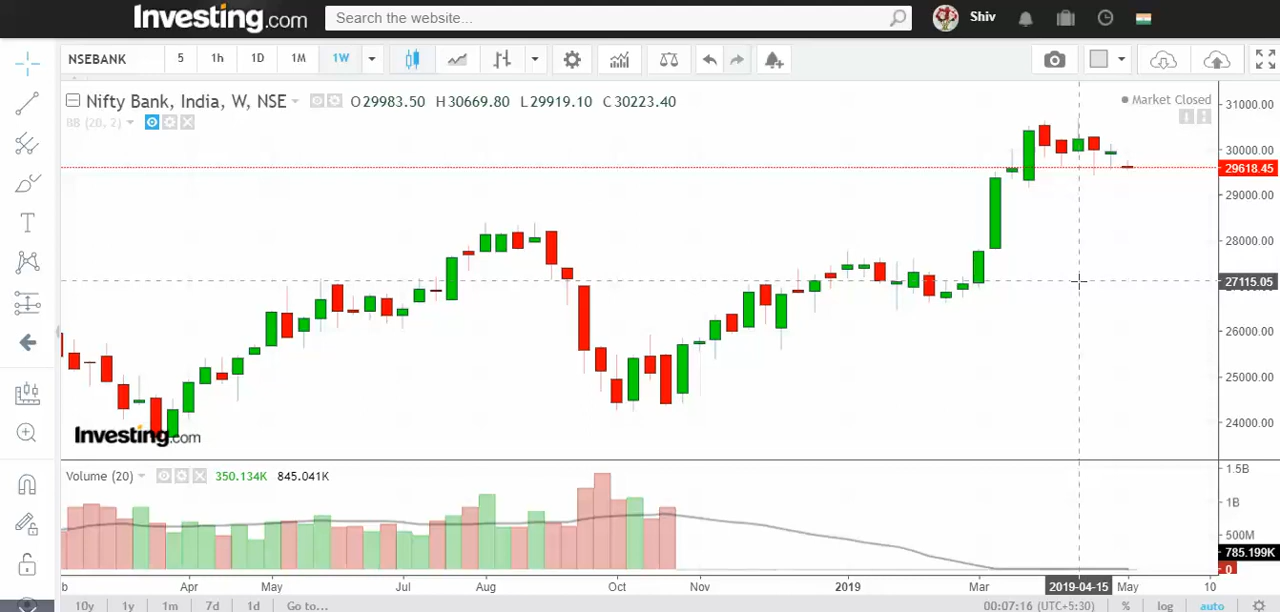 Investing.com Search the website... Shiv
NSEBANK 5 1h 1D 1M 1W
Nifty Bank, India, W, NSE O29983.50 H30669.80 L29919.10 C30223.40
Market Closed
BB (20, 2)
31000.00
30000.00
29618.45
29000.00
28000.00
27115.05
26000.00
25000.00
24000.00
Investing.com
Volume (20) 350.134K 845.041K
1.5B
1B
500M
785.199K
0
b Apr May Jul Aug Oct Nov 2019 Mar 2019-04-15 May 10
10y 1y 1m 7d 1d Go to... 00:07:16 (UTC+5:30) % log auto